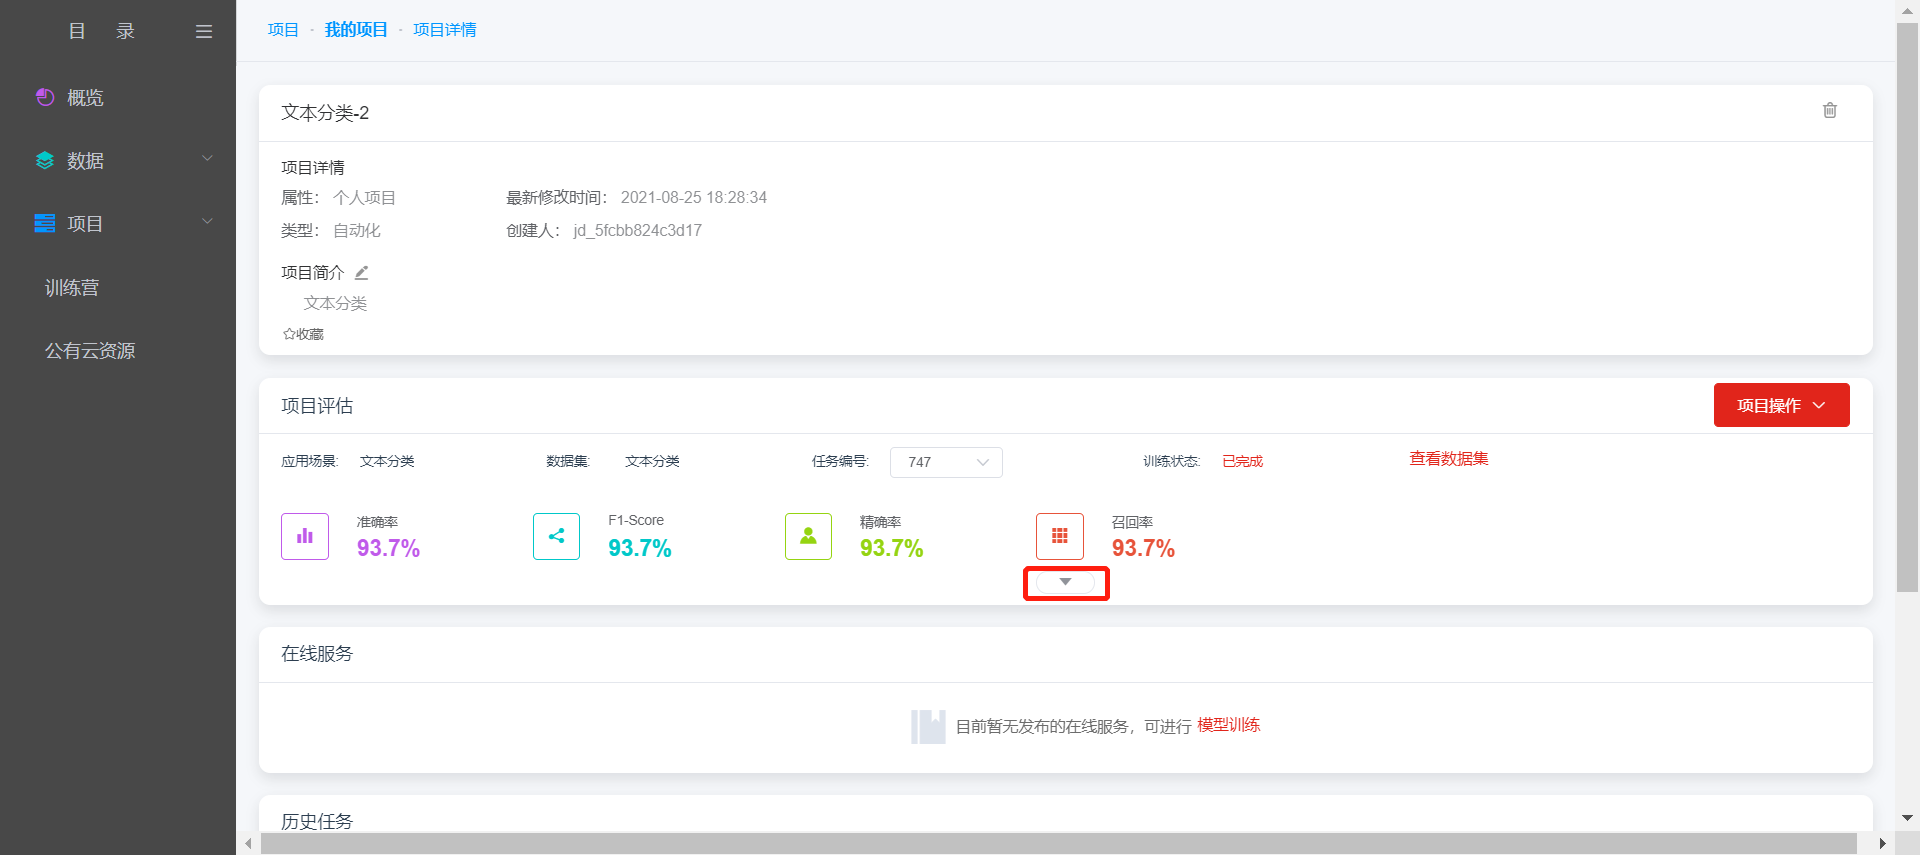 目 录
概览
数据
项目
训练营
公有云资源
项目 - 我的项目 - 项目详情
文本分类-2
项目详情
属性： 个人项目 最新修改时间： 2021-08-25 18:28:34
类型： 自动化 创建人： jd_5fcbb824c3d17
项目简介
文本分类
收藏
项目评估 项目操作
应用场景: 文本分类 数据集: 文本分类 任务编号: 747 训练状态: 已完成 查看数据集
准确率 F1-Score 精确率 召回率
93.7% 93.7% 93.7% 93.7%
在线服务
目前暂无发布的在线服务，可进行 模型训练
历史任务